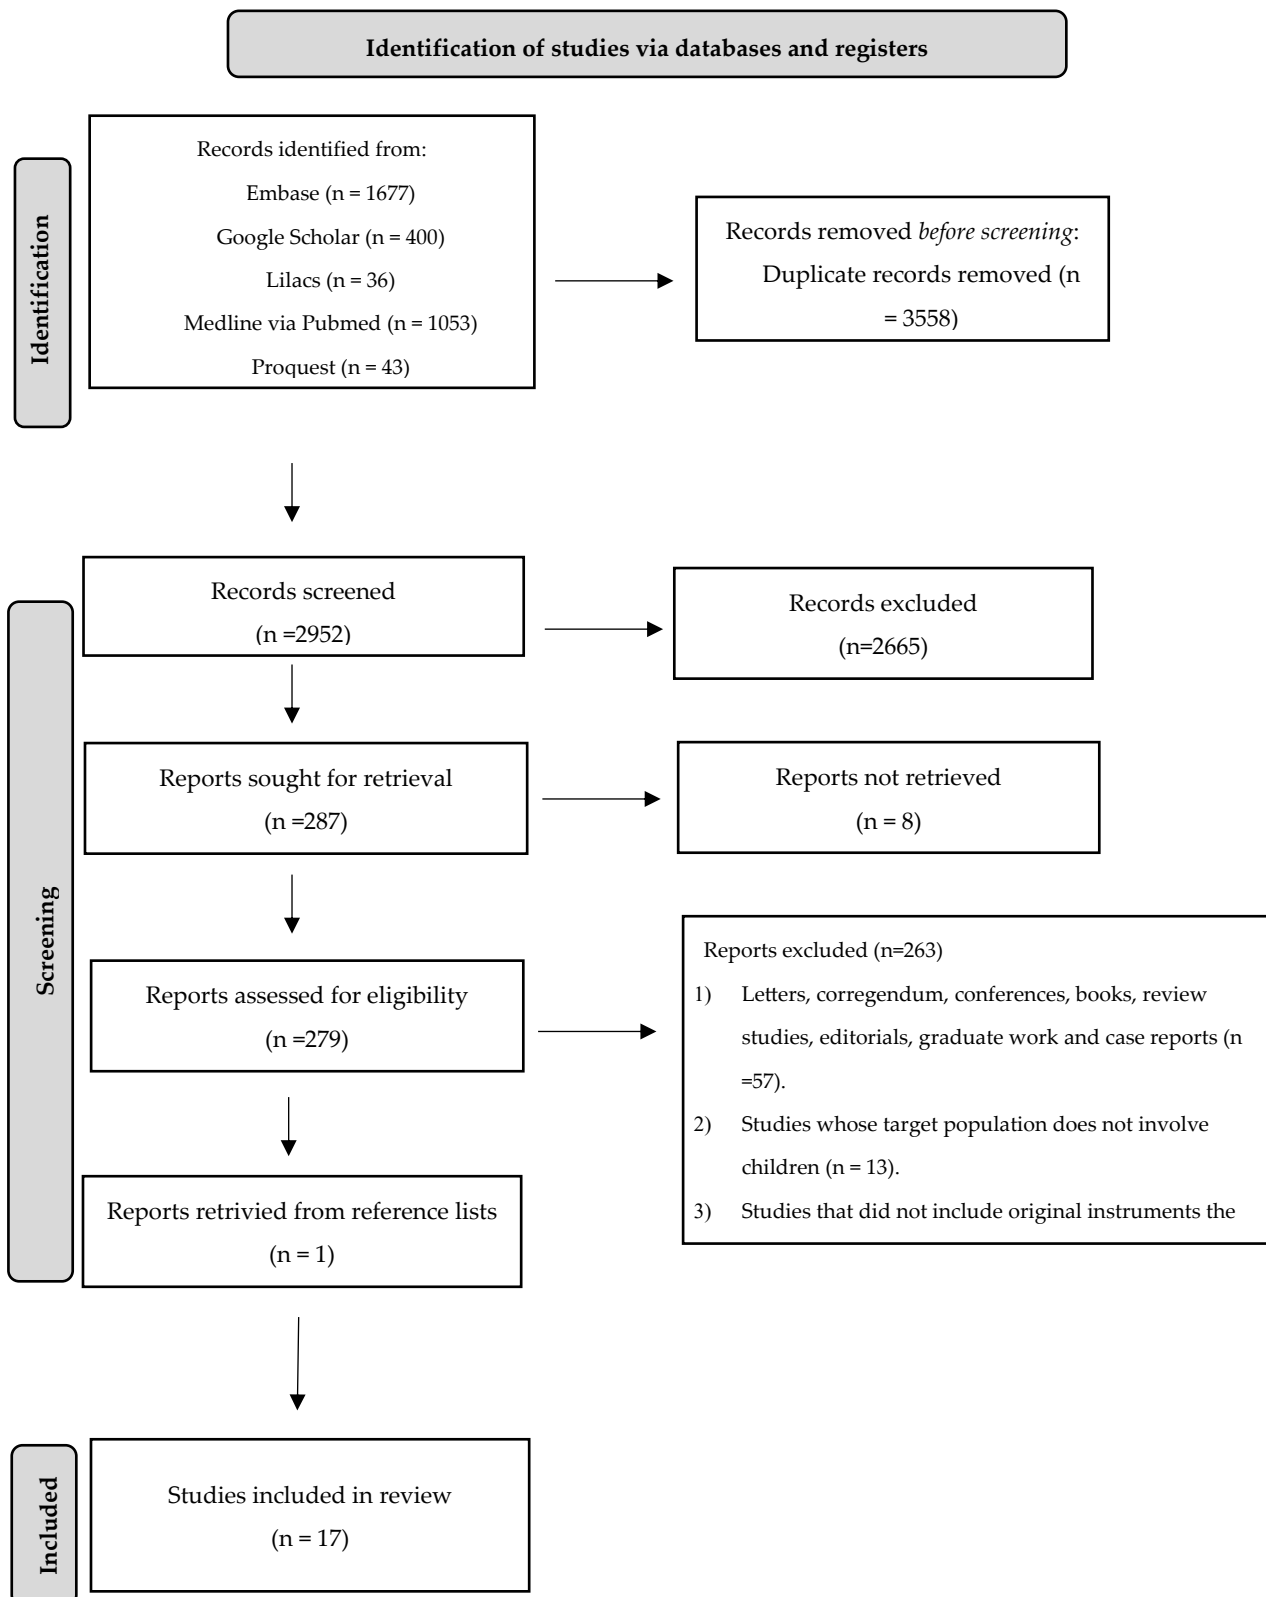 Identification of studies via databases and registers
Identification
Records identified from:
Embase (n = 1677)
Google Scholar (n = 400)
Lilacs (n = 36)
Medline via Pubmed (n = 1053)
Proquest (n = 43)
Records removed before screening:
Duplicate records removed (n
= 3558)
Screening
Records screened
(n =2952)
Records excluded
(n=2665)
Reports sought for retrieval
(n =287)
Reports not retrieved
(n = 8)
Reports assessed for eligibility
(n =279)
Reports excluded (n=263)
1) Letters, corregendum, conferences, books, review
studies, editorials, graduate work and case reports (n
=57).
2) Studies whose target population does not involve
children (n = 13).
3) Studies that did not include original instruments the
Reports retrivied from reference lists
(n = 1)
Included
Studies included in review
(n = 17)